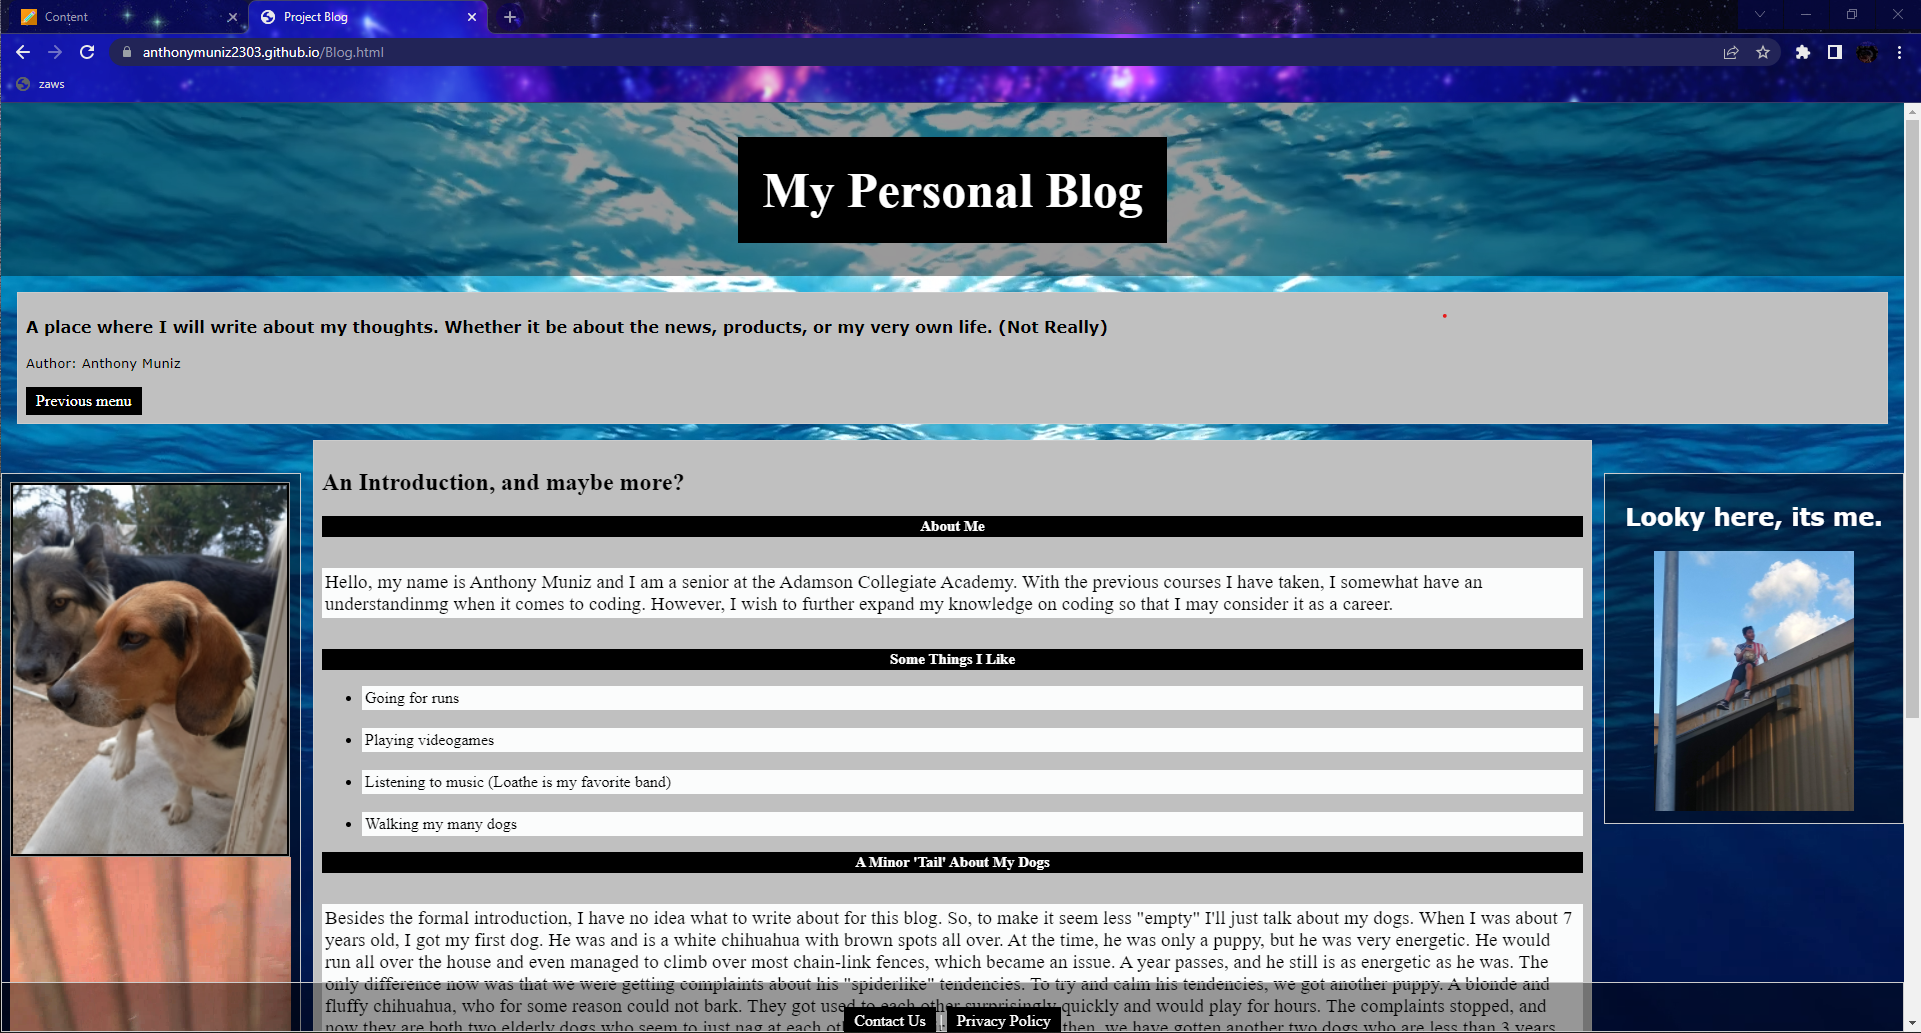 Content
Project Blog
anthonymuniz2303.github.io/Blog.html
zaws
My Personal Blog
A place where I will write about my thoughts. Whether it be about the news, products, or my very own life. (Not Really)
Author: Anthony Muniz
Previous menu
An Introduction, and maybe more?
About Me
Hello, my name is Anthony Muniz and I am a senior at the Adamson Collegiate Academy. With the previous courses I have taken, I somewhat have an
understandinmg when it comes to coding. However, I wish to further expand my knowledge on coding so that I may consider it as a career.
Some Things I Like
Going for runs
Playing videogames
Listening to music (Loathe is my favorite band)
Walking my many dogs
A Minor 'Tail' About My Dogs
Besides the formal introduction, I have no idea what to write about for this blog. So, to make it seem less "empty" I'll just talk about my dogs. When I was about 7
years old, I got my first dog. He was and is a white chihuahua with brown spots all over. At the time, he was only a puppy, but he was very energetic. He would
run all over the house and even managed to climb over most chain-link fences, which became an issue. A year passes, and he still is as energetic as he was. The
only difference now was that we were getting complaints about his "spiderlike" tendencies. To try and calm his tendencies, we got another puppy. A blonde and
fluffy chihuahua, who for some reason could not bark. They got used to each other surprisingly quickly and would play for hours. The complaints stopped, and
now they are both two elderly dogs who seem to just nag at each then, we have gotten another two dogs who are less than 3 years
Looky here, its me.
Contact Us | Privacy Policy